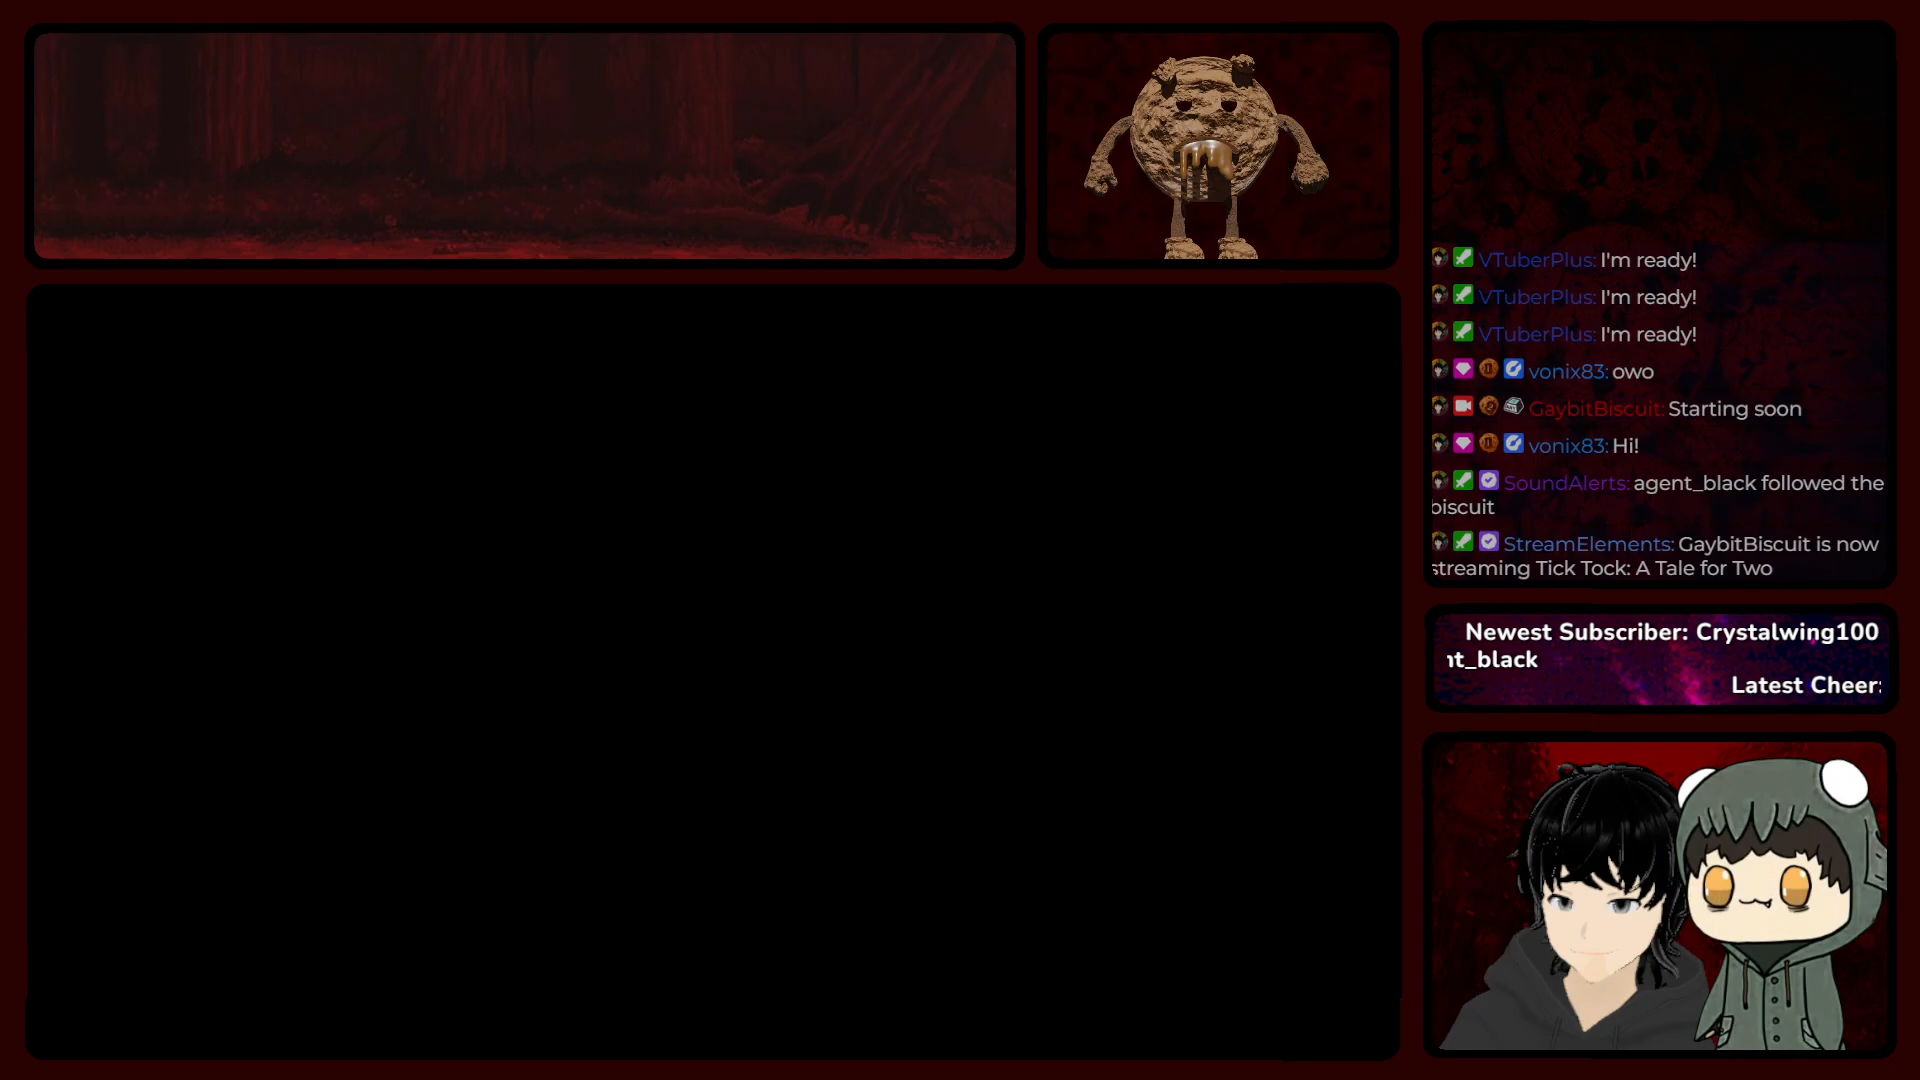 VTuberPlus: I'm ready!
VTuberPlus: I'm ready!
VTuberPlus: I'm ready!
vonix83: owo
GaybitBiscuit: Starting soon
vonix83: Hi!
SoundAlerts: agent_black followed the
biscuit
StreamElements: GaybitBiscuit is now
streaming Tick Tock: A Tale for Two
Newest Subscriber: Crystalwing100
nt_black
Latest Cheer: